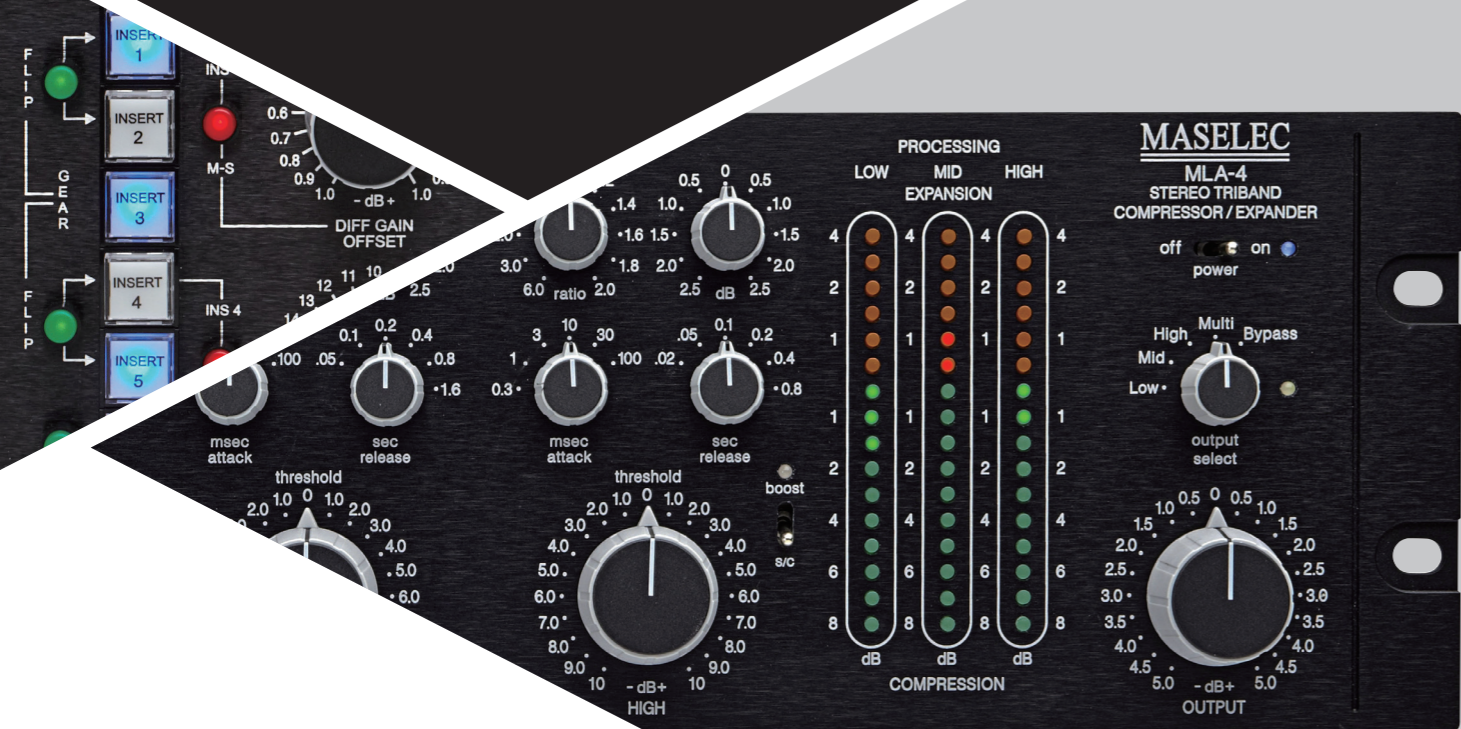 FLIP
INSERT
1
INSERT
2
INS
M-S
GEAR
INSERT
3
0.6
0.7
0.8
0.9
1.0
- dB +
1.0
DIFF GAIN
OFFSET
FLIP
INSERT
4
INS 4
INSERT
5
14
13
12
11
10
2.5
.100
msec
attack
.05
0.1
0.2
0.4
0.8
1.6
sec
release
threshold
2.0
1.0
0
1.0
2.0
3.0
4.0
5.0
6.0
1.4
1.6
1.8
2.0
3.0
6.0
ratio
0.5
0
0.5
1.0
1.0
1.5
1.5
2.0
2.0
2.5
dB
2.5
0.3
1
3
10
30
100
msec
attack
.02
.05
0.1
.2
0.4
0.8
sec
release
threshold
10
9.0
8.0
7.0
6.0
5.0
4.0
3.0
2.0
1.0
0
1.0
2.0
3.0
4.0
5.0
6.0
7.0
8.0
9.0
10
- dB +
HIGH
boost
s/c
PROCESSING
LOW MID HIGH
EXPANSION
4 4 4 4
2 2 2 2
1 1 1 1
1 1 1 1
2 2 2 2
4 4 4 4
6 6 6 6
8 8 8 8
dB dB dB
COMPRESSION
MASELEC
MLA-4
STEREO TRIBAND
COMPRESSOR / EXPANDER
off on
power
Low
Mid
High
Multi
Bypass
output
select
5.0
4.5
4.0
3.5
3.0
2.5
2.0
1.5
1.0
0.5
0
0.5
1.0
1.5
2.0
2.5
3.0
3.5
4.0
4.5
5.0
- dB +
OUTPUT